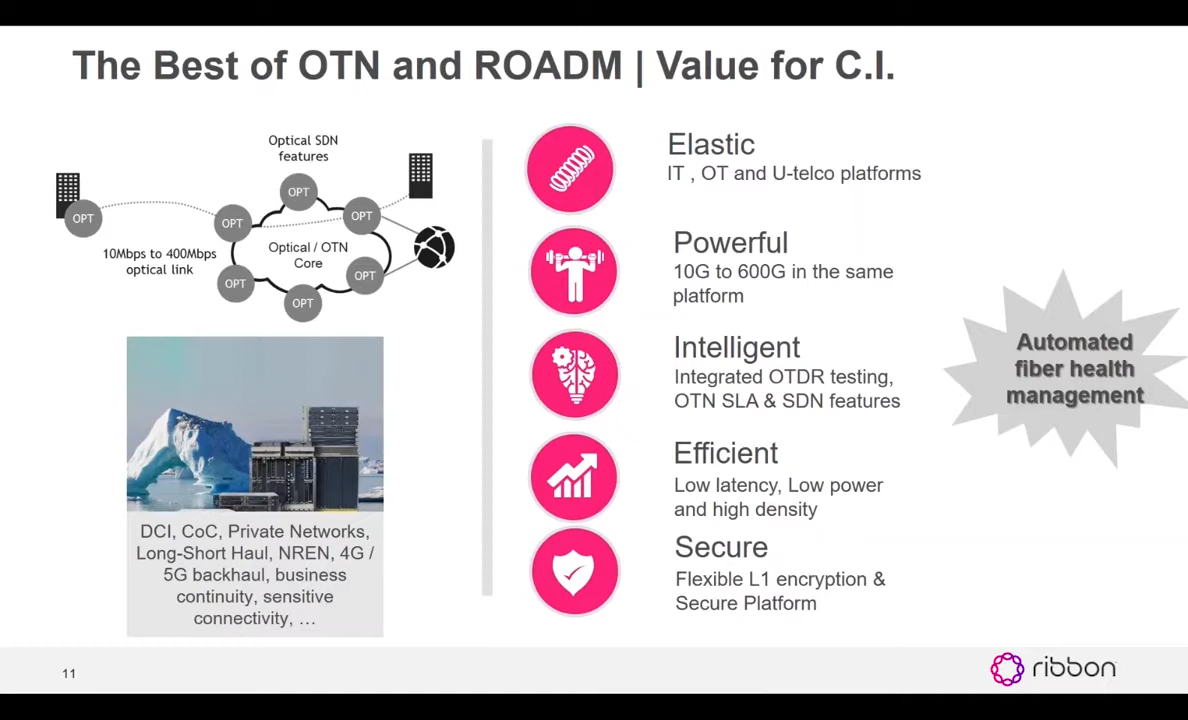 The Best of OTN and ROADM | Value for C.I.
Optical SDN
features
OPT
OPT
OPT
OPT
10Mbps to 400Mbps
optical link
Optical / OTN
Core
OPT
OPT
OPT
DCI, CoC, Private Networks,
Long-Short Haul, NREN, 4G /
5G backhaul, business
continuity, sensitive
connectivity, …
Elastic
IT , OT and U-telco platforms
Powerful
10G to 600G in the same
platform
Intelligent
Integrated OTDR testing,
OTN SLA & SDN features
Efficient
Low latency, Low power
and high density
Secure
Flexible L1 encryption &
Secure Platform
Automated
fiber health
management
11
ribbon